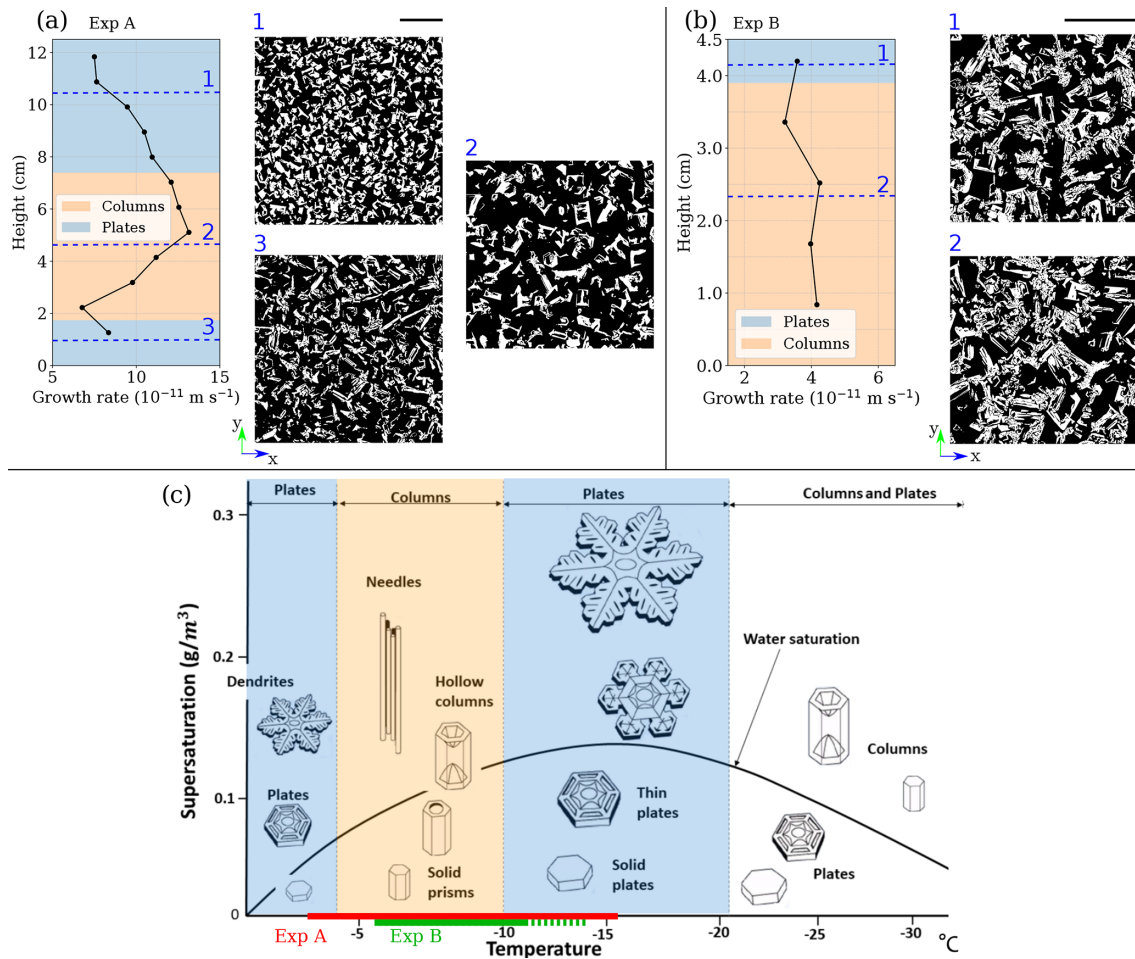 (a)
Exp A
12
10
8
6
4
2
0
5
10
15
Height (cm)
Growth rate (10⁻¹¹ m s⁻¹)
Columns
Plates
1
2
3
1
3
2
y
x
(b)
Exp B
4.5
4.0
3.0
2.0
1.0
0.0
2
4
6
Height (cm)
Growth rate (10⁻¹¹ m s⁻¹)
Plates
Columns
1
2
1
2
y
x
(c)
Plates
Columns
Plates
Columns and Plates
0.3
0.2
0.1
0
Supersaturation (g/m³)
Needles
Dendrites
Hollow
columns
Water saturation
Plates
Thin
plates
Columns
Solid
prisms
Solid
plates
Plates
-5
-10
-15
-20
-25
-30
°C
Exp A
Exp B
Temperature